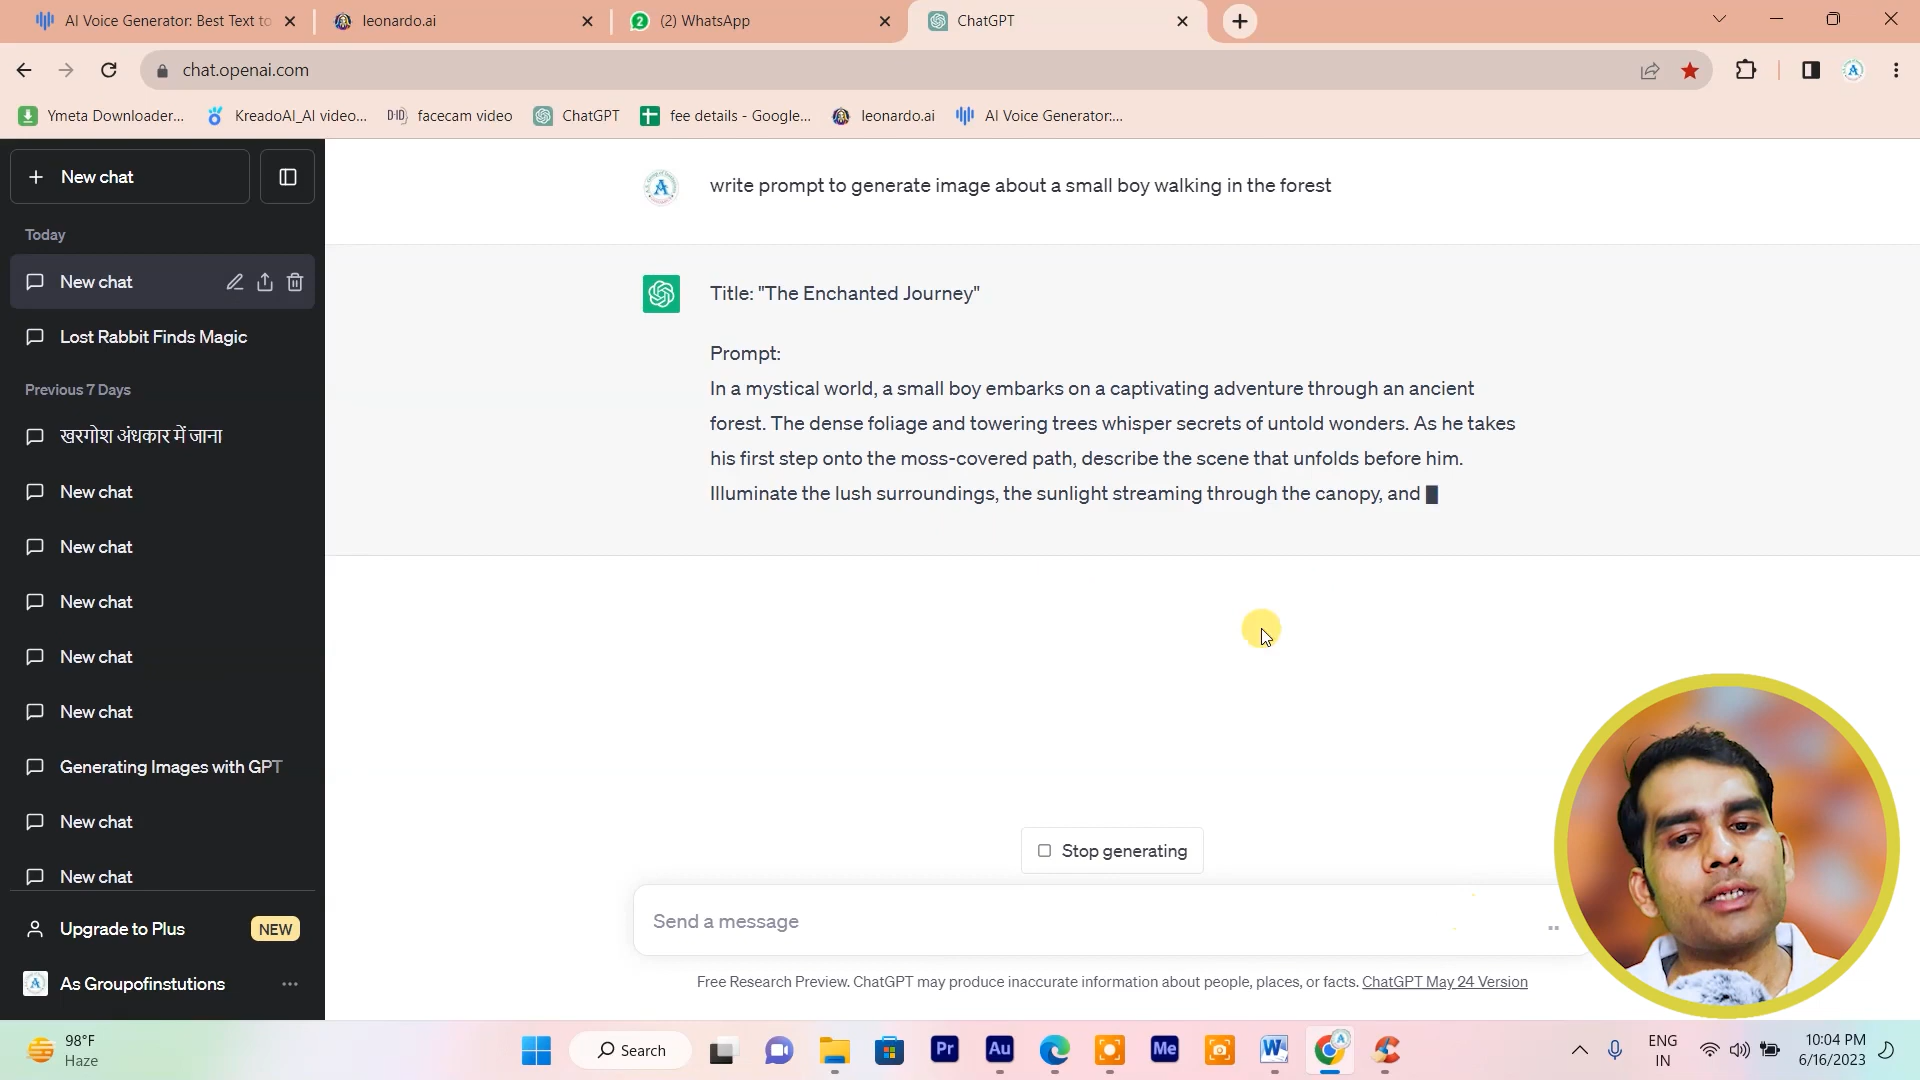 AI Voice Generator: Best Text to
leonardo.ai
2
(2) WhatsApp
ChatGPT
chat.openai.com
Ymeta Downloader...
KreadoAI_AI video...
D-ID facecam video
ChatGPT
fee details - Google...
leonardo.ai
AI Voice Generator:...
New chat
Today
New chat
Lost Rabbit Finds Magic
Previous 7 Days
खरगोश अंधकार में जाना
New chat
New chat
New chat
New chat
Generating Images with GPT
New chat
New chat
Upgrade to Plus
NEW
As Groupofinstutions
write prompt to generate image about a small boy walking in the forest
Title: "The Enchanted Journey"
Prompt:
In a mystical world, a small boy embarks on a captivating adventure through an ancient
forest. The dense foliage and towering trees whisper secrets of untold wonders. As he takes
his first step onto the moss-covered path, describe the scene that unfolds before him.
Illuminate the lush surroundings, the sunlight streaming through the canopy, and
Stop generating
Send a message
Free Research Preview. ChatGPT may produce inaccurate information about people, places, or facts. ChatGPT May 24 Version
98°F
Haze
Search
Pr
Au
Me
W
ENG
IN
10:04 PM
6/16/2023